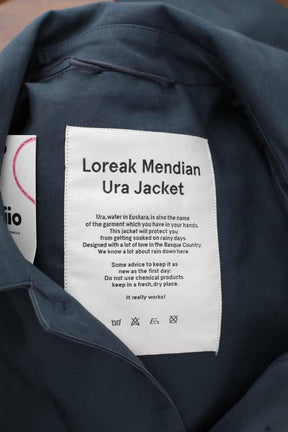 Loreak Mendian
Ura Jacket
Ura, water in Euskara, is also the name
of the garment which you have in your hands.
This jacket will protect you
from getting soaked on rainy days.
Designed with a lot of love in the Basque Country.
We know a lot about rain down here.
Some advice to keep it as
new as the first day:
Do not use chemical products.
keep in a fresh, dry place.
It really works!
iio